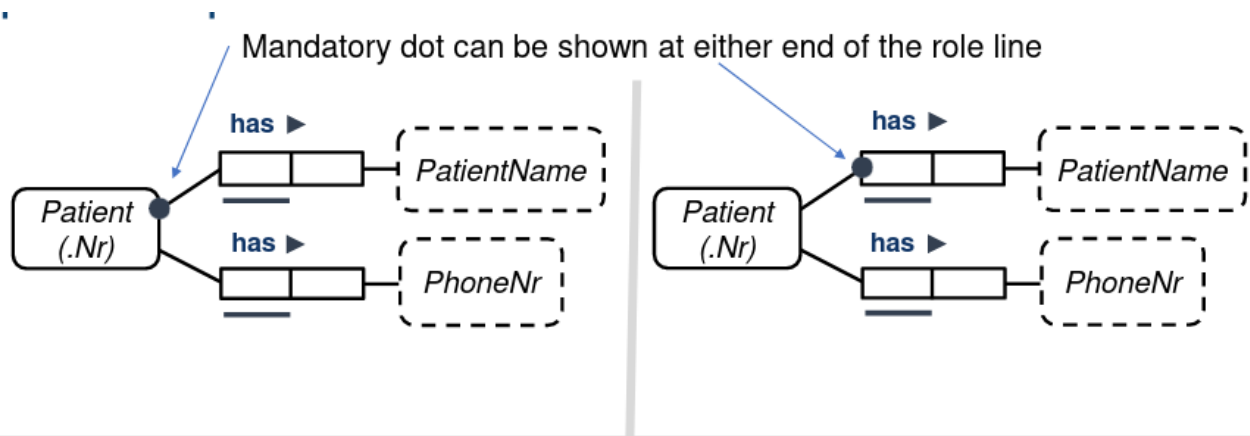 Mandatory dot can be shown at either end of the role line
has ►
PatientName
Patient
(.Nr)
has ►
PhoneNr
has ►
PatientName
Patient
(.Nr)
has ►
PhoneNr